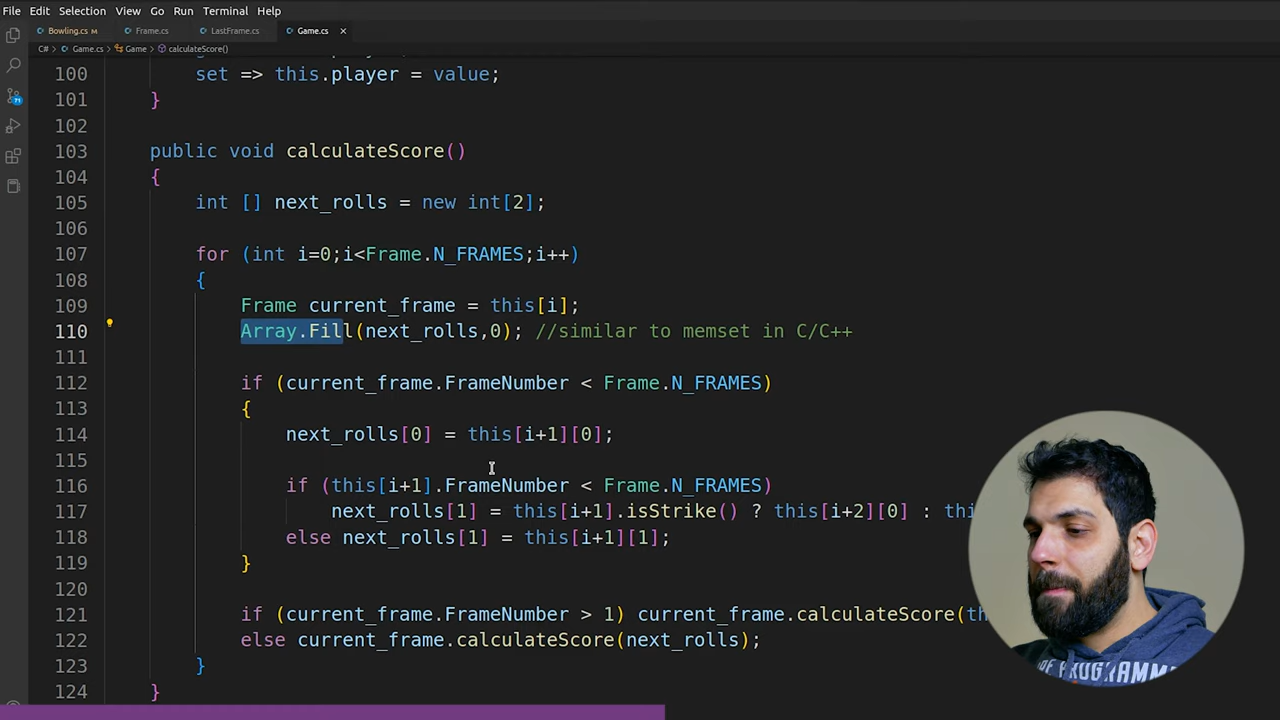 File Edit Selection View Go Run Terminal Help
Bowling.cs M Frame.cs LastFrame.cs Game.cs
C# > Game.cs > Game > calculateScore()
100 set => this.player = value;
101 }
102
103 public void calculateScore()
104 {
105 int [] next_rolls = new int[2];
106
107 for (int i=0;i<Frame.N_FRAMES;i++)
108 {
109 Frame current_frame = this[i];
110 Array.Fill(next_rolls,0); //similar to memset in C/C++
111
112 if (current_frame.FrameNumber < Frame.N_FRAMES)
113 {
114 next_rolls[0] = this[i+1][0];
115
116 if (this[i+1].FrameNumber < Frame.N_FRAMES)
117 next_rolls[1] = this[i+1].isStrike() ? this[i+2][0] : thi
118 else next_rolls[1] = this[i+1][1];
119 }
120
121 if (current_frame.FrameNumber > 1) current_frame.calculateScore(th
122 else current_frame.calculateScore(next_rolls);
123 }
124 }
OF PROGRAMM